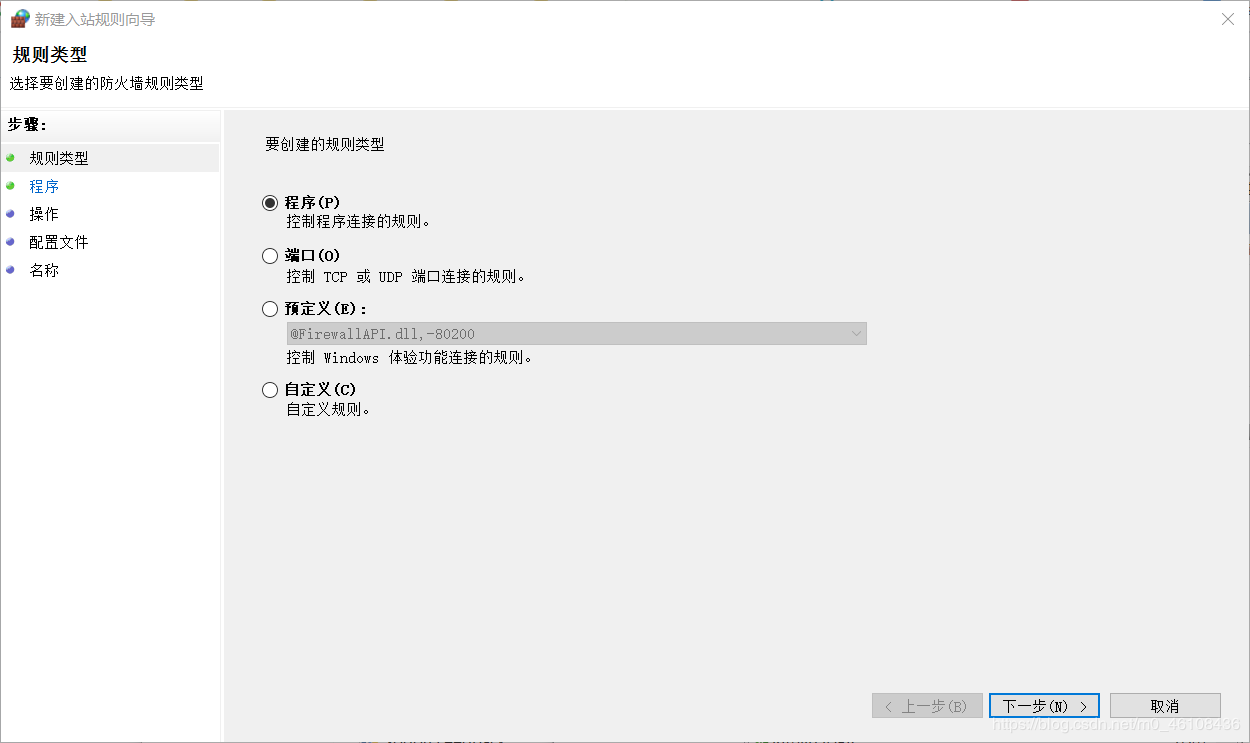 新建入站规则向导
规则类型
选择要创建的防火墙规则类型
步骤:
规则类型
程序
操作
配置文件
名称
要创建的规则类型
程序(P)
控制程序连接的规则。
端口(O)
控制 TCP 或 UDP 端口连接的规则。
预定义(E):
@FirewallAPI.dll,-80200
控制 Windows 体验功能连接的规则。
自定义(C)
自定义规则。
< 上一步(B)
下一步(N) >
取消
https://blog.csdn.net/m0_46108436